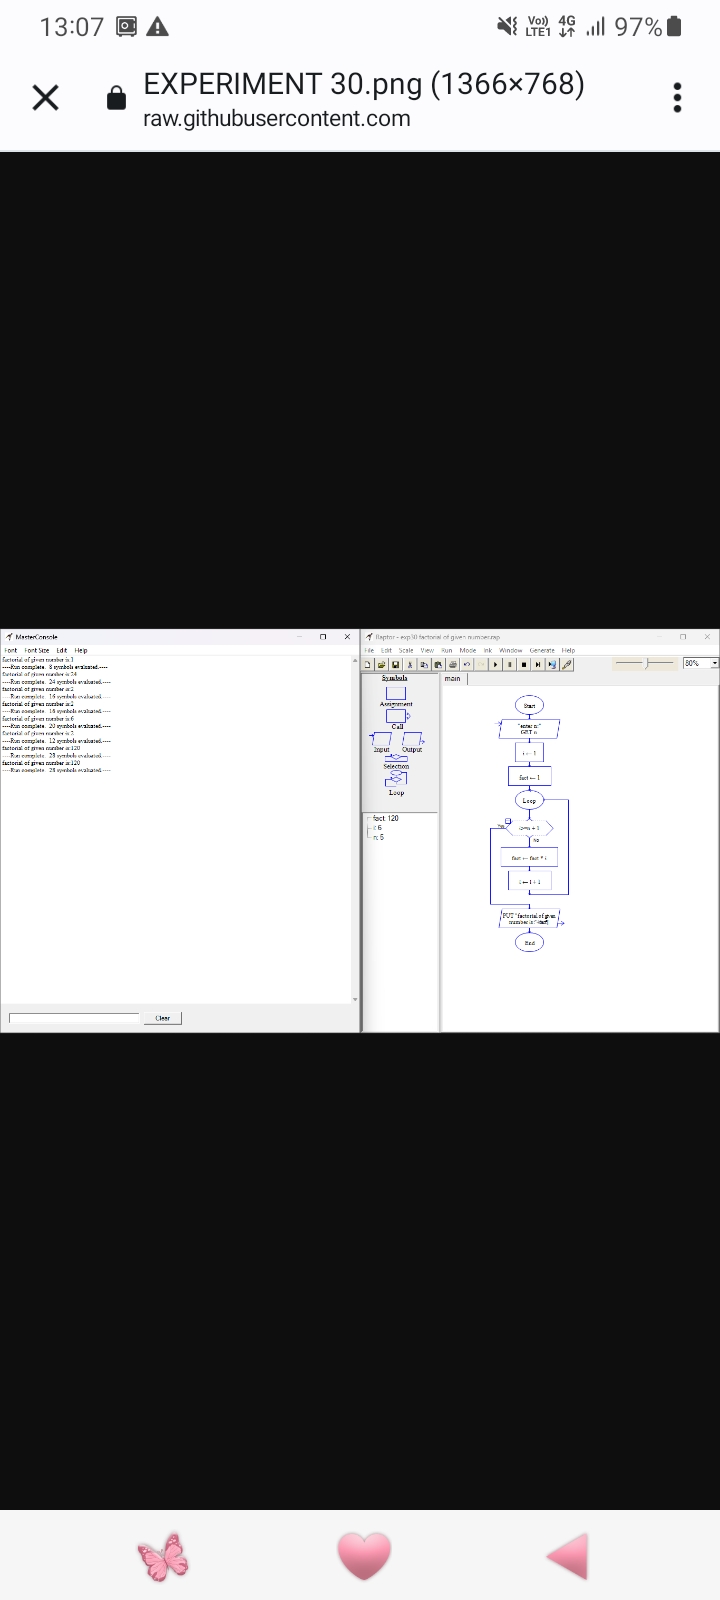 13:07 Vo) LTE1 4G 97%
EXPERIMENT 30.png (1366×768)
raw.githubusercontent.com
MasterConsole
Font Font Size Edit Help
factorial of given number is:1
----Run complete. 8 symbols evaluated.----
factorial of given number is:24
----Run complete. 24 symbols evaluated.----
factorial of given number is:2
----Run complete. 16 symbols evaluated.----
factorial of given number is:2
----Run complete. 16 symbols evaluated.----
factorial of given number is:6
----Run complete. 20 symbols evaluated.----
factorial of given number is:2
----Run complete. 12 symbols evaluated.----
factorial of given number is:120
----Run complete. 28 symbols evaluated.----
factorial of given number is:120
----Run complete. 28 symbols evaluated.----
Clear
Raptor - exp30 factorial of given number.rap
File Edit Scale View Run Mode Ink Window Generate Help
80%
Symbols
Assignment
Call
Input Output
Selection
Loop
fact: 120
i: 6
n: 5
main
Start
"enter n:"
GET n
i ← 1
fact ← 1
Loop
Yes
No
fact ← fact * i
i ← i + 1
PUT "factorial of given
number is:"+fact¶
End